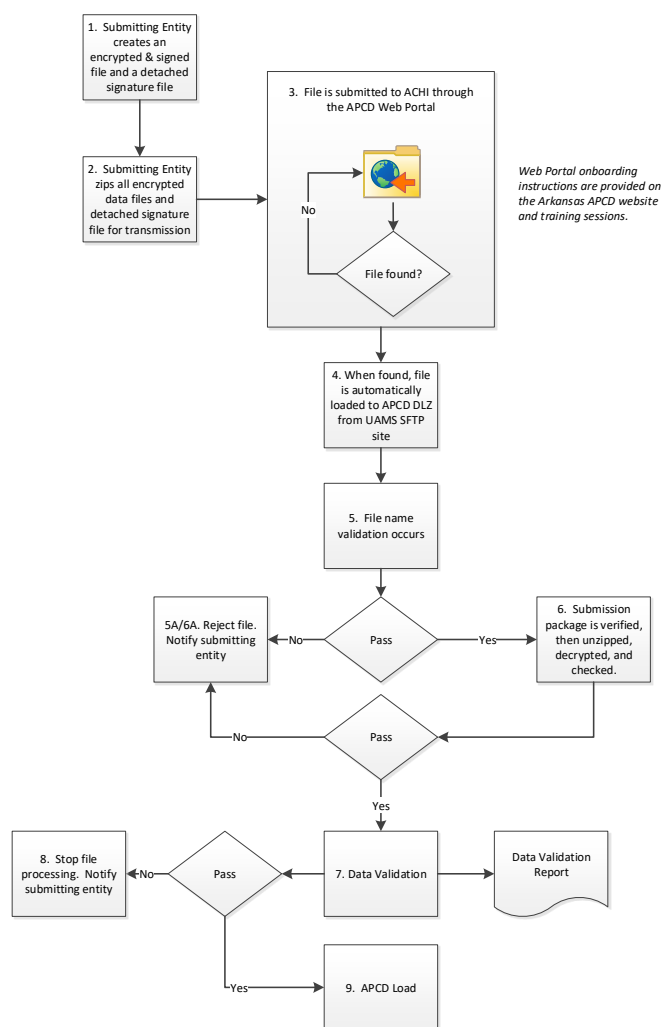 1. Submitting Entity
creates an
encrypted & signed
file and a detached
signature file
2. Submitting Entity
zips all encrypted
data files and
detached signature
file for transmission
3. File is submitted to ACHI through
the APCD Web Portal
No
File found?
Web Portal onboarding
instructions are provided on
the Arkansas APCD website
and training sessions.
4. When found, file
is automatically
loaded to APCD DLZ
from UAMS SFTP
site
5. File name
validation occurs
5A/6A. Reject file.
Notify submitting
entity
No
Pass
Yes
6. Submission
package is verified,
then unzipped,
decrypted, and
checked.
No
Pass
Yes
8. Stop file
processing. Notify
submitting entity
No
Pass
7. Data Validation
Data Validation
Report
Yes
9. APCD Load